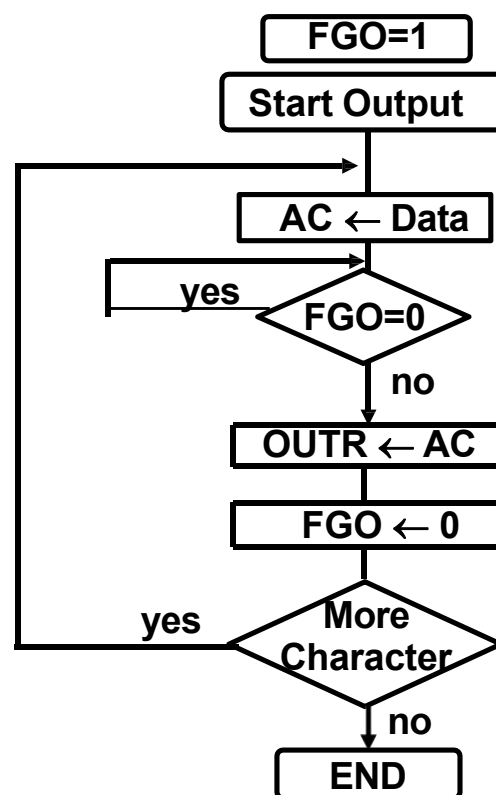 FGO=1
Start Output
AC ← Data
yes
FGO=0
no
OUTR ← AC
FGO ← 0
yes
More
Character
no
END